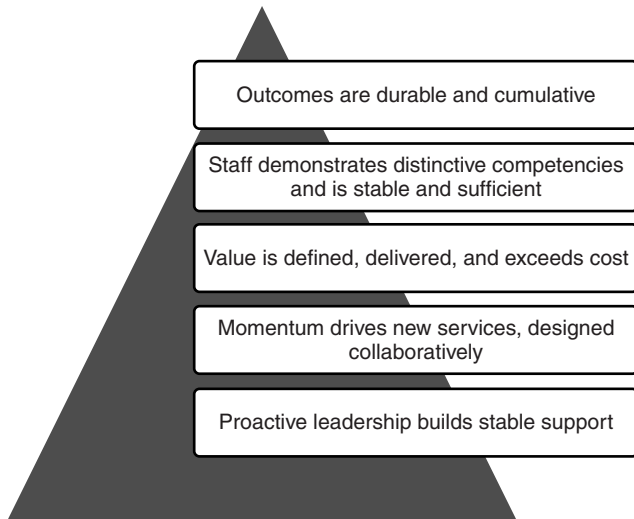 Outcomes are durable and cumulative
Staff demonstrates distinctive competencies
and is stable and sufficient
Value is defined, delivered, and exceeds cost
Momentum drives new services, designed
collaboratively
Proactive leadership builds stable support